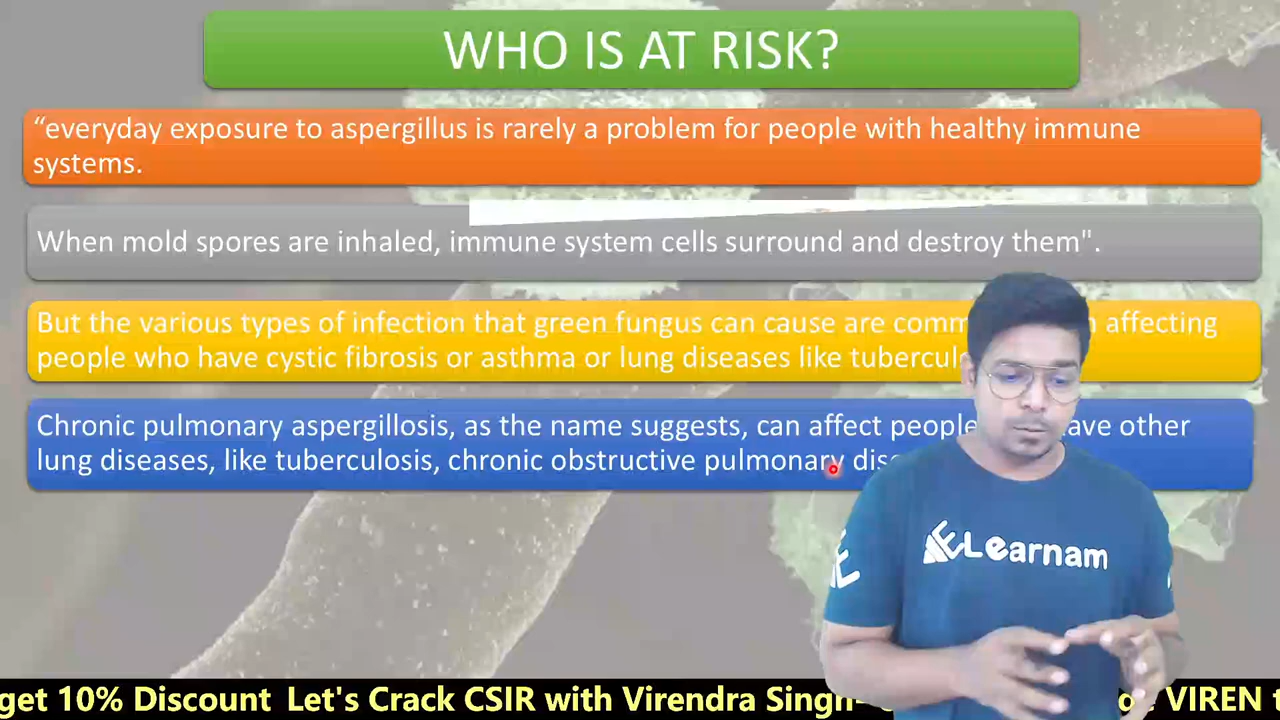 WHO IS AT RISK?
“everyday exposure to aspergillus is rarely a problem for people with healthy immune
systems.
When mold spores are inhaled, immune system cells surround and destroy them".
But the various types of infection that green fungus can cause are affecting
people who have cystic fibrosis or asthma or lung diseases like
Chronic pulmonary aspergillosis, as the name suggests, can affect people other
lung diseases, like tuberculosis, chronic obstructive pulmonary
Learnam
get 10% Discount Let's Crack CSIR with Virendra Singh- VIREN